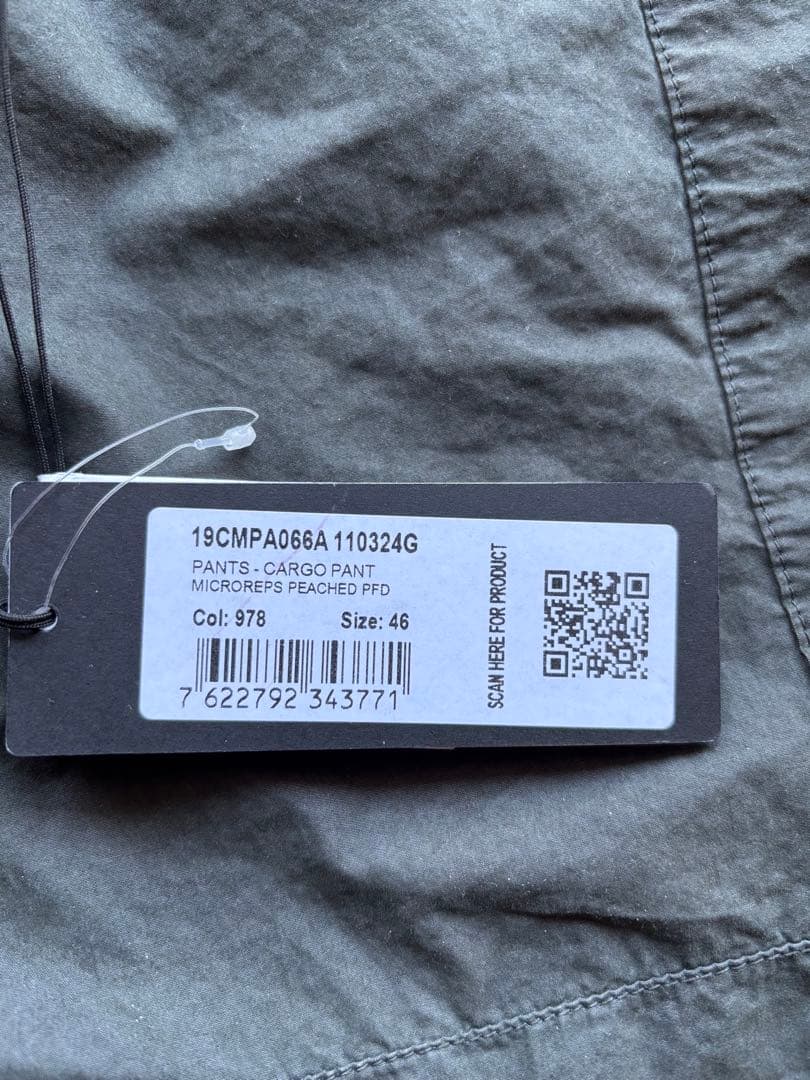 19CMPA066A 110324G
PANTS - CARGO PANT
MICROREPS PEACHED PFD
Col: 978 Size: 46
7 622792 343771
SCAN HERE FOR PRODUCT